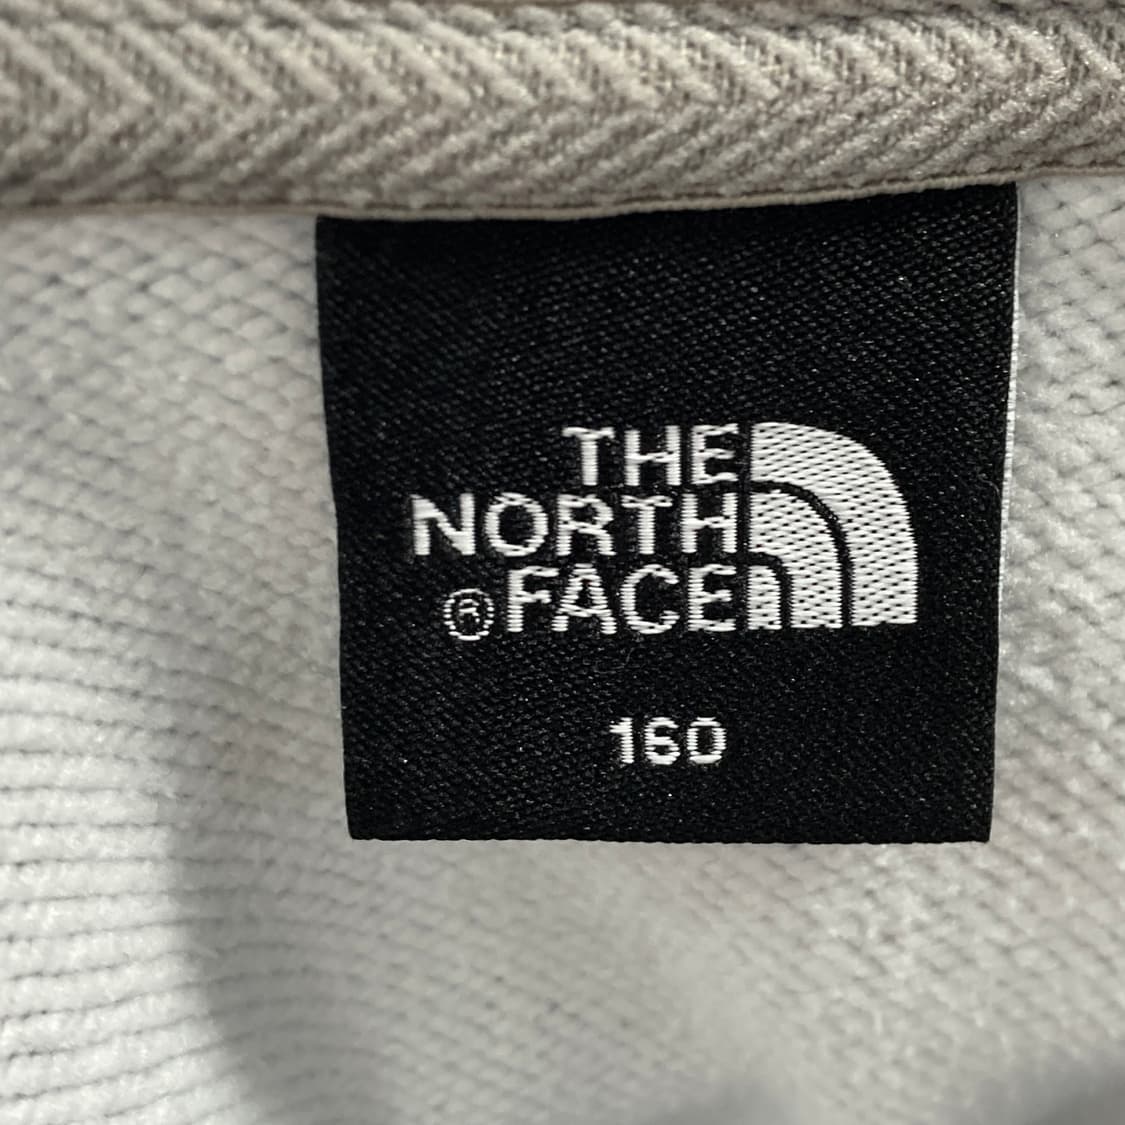 THE
NORTH
® FACE
160